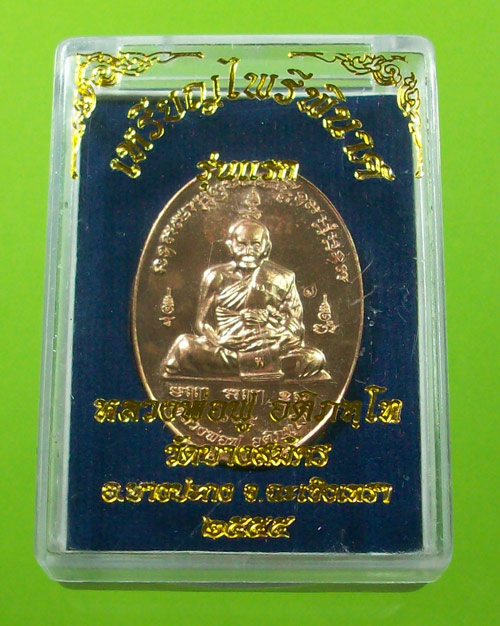 เหรียญไพรีพินาศ
รุ่นแรก
หลวงพ่อฟู อติภทฺโท
วัดบางสมัคร
อ.บางปะกง จ.ฉะเชิงเทรา
๒๕๕๕